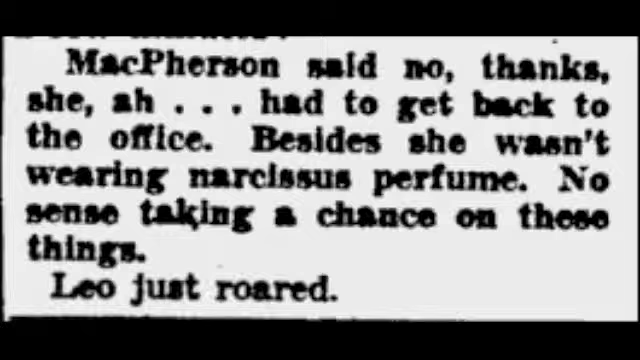 MacPherson said no, thanks,
she, ah . . . had to get back to
the office. Besides she wasn't
wearing narcissus perfume. No
sense taking a chance on these
things.
Leo just roared.